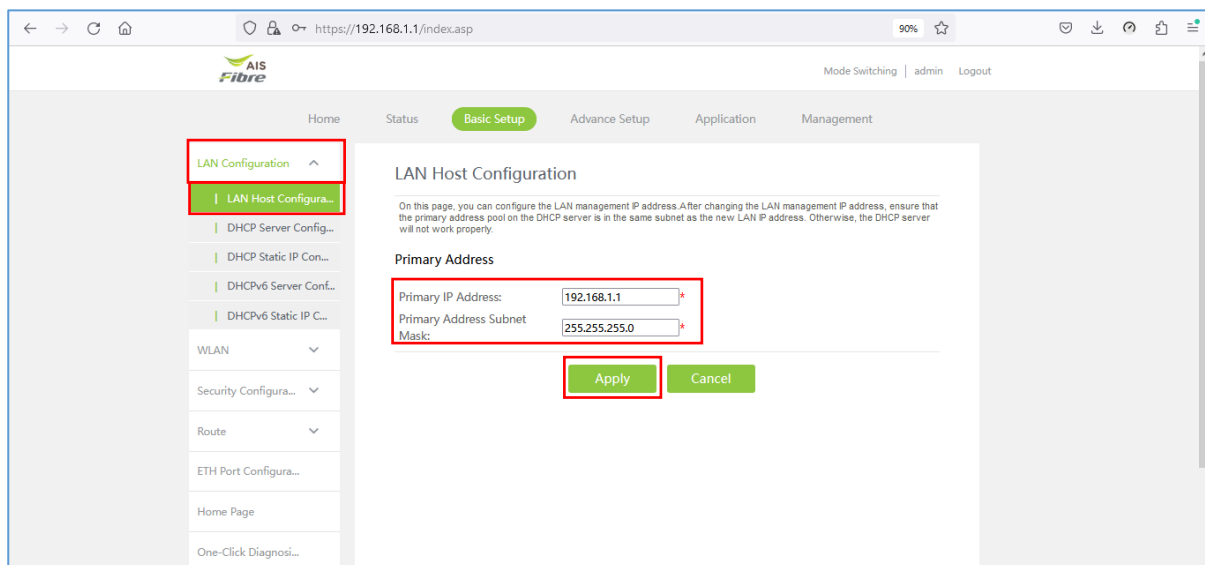 https://192.168.1.1/index.asp
90%
AIS
Fibre
Mode Switching | admin Logout
Home Status Basic Setup Advance Setup Application Management
LAN Configuration
| LAN Host Configura...
| DHCP Server Config...
| DHCP Static IP Con...
| DHCPv6 Server Conf...
| DHCPv6 Static IP C...
WLAN
Security Configura...
Route
ETH Port Configura...
Home Page
One-Click Diagnosi...
LAN Host Configuration
On this page, you can configure the LAN management IP address.After changing the LAN management IP address, ensure that
the primary address pool on the DHCP server is in the same subnet as the new LAN IP address. Otherwise, the DHCP server
will not work properly.
Primary Address
Primary IP Address: 192.168.1.1 *
Primary Address Subnet
Mask: 255.255.255.0 *
Apply Cancel